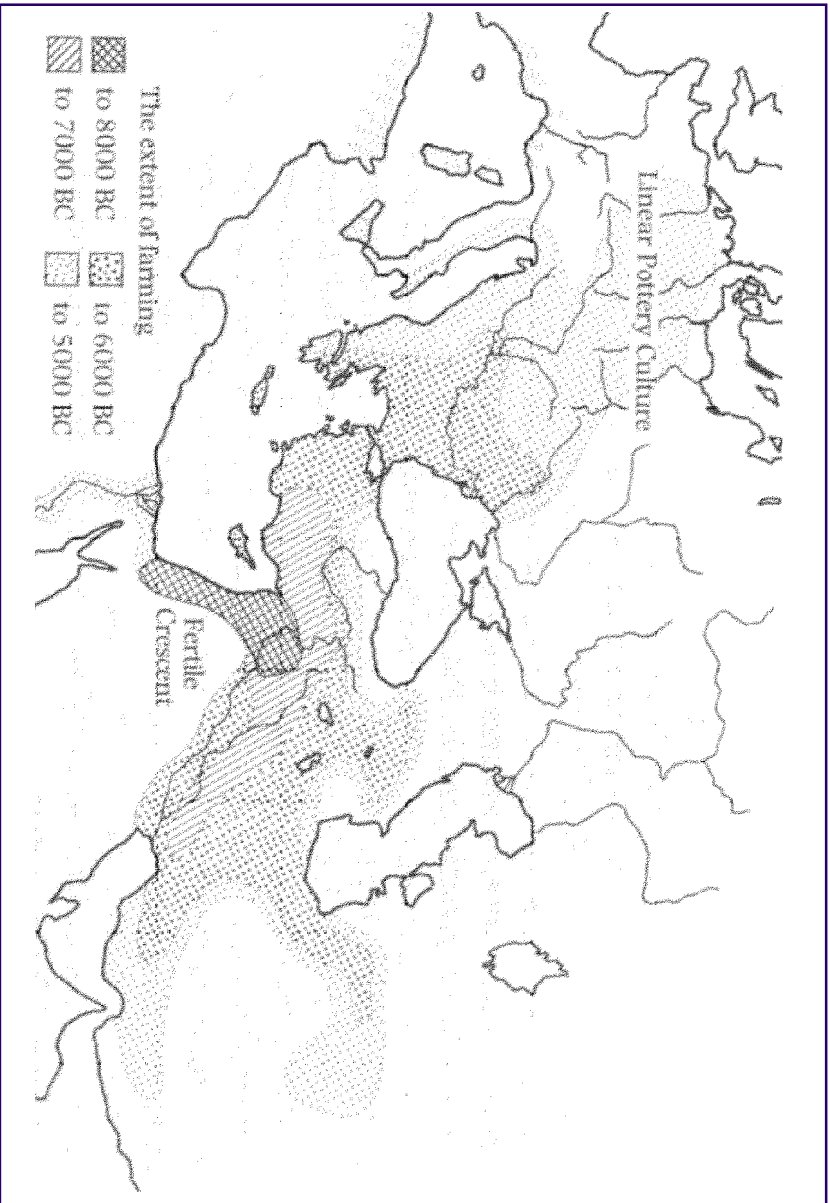 Linear Pottery Culture
Fertile
Crescent
The extent of farming
to 8000 BC
to 7000 BC
to 6000 BC
to 5000 BC